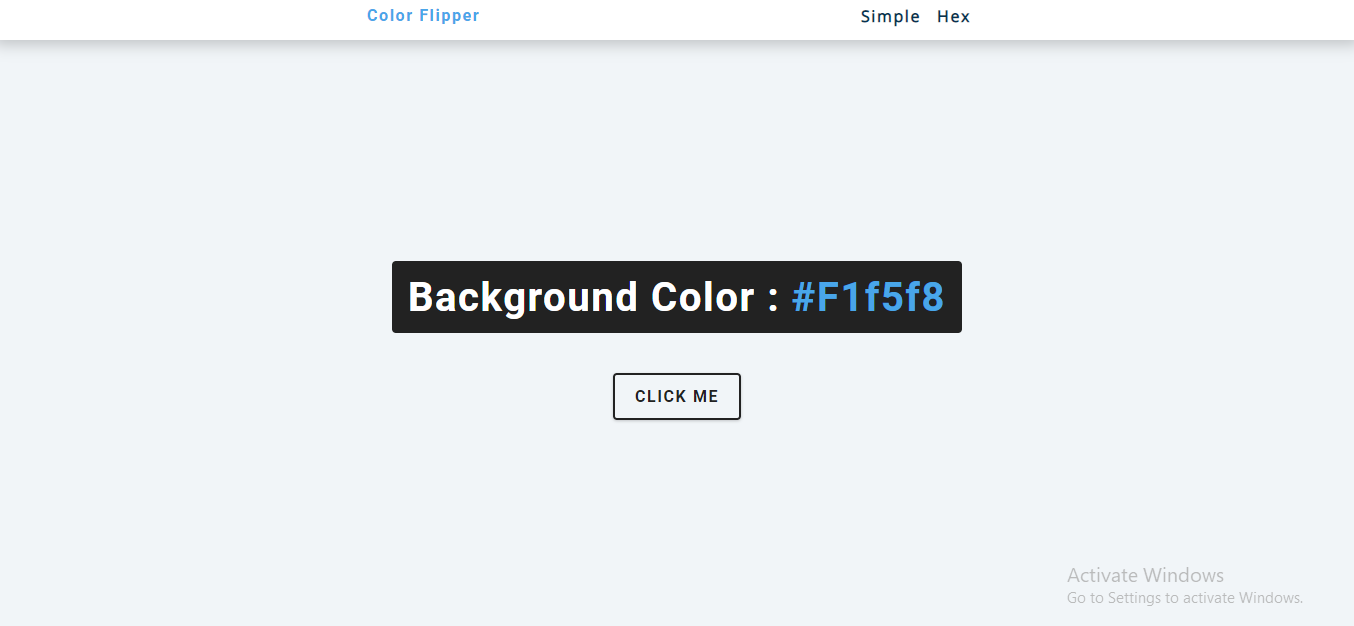 Color Flipper
Simple Hex
Background Color : #F1f5f8
CLICK ME
Activate Windows
Go to Settings to activate Windows.